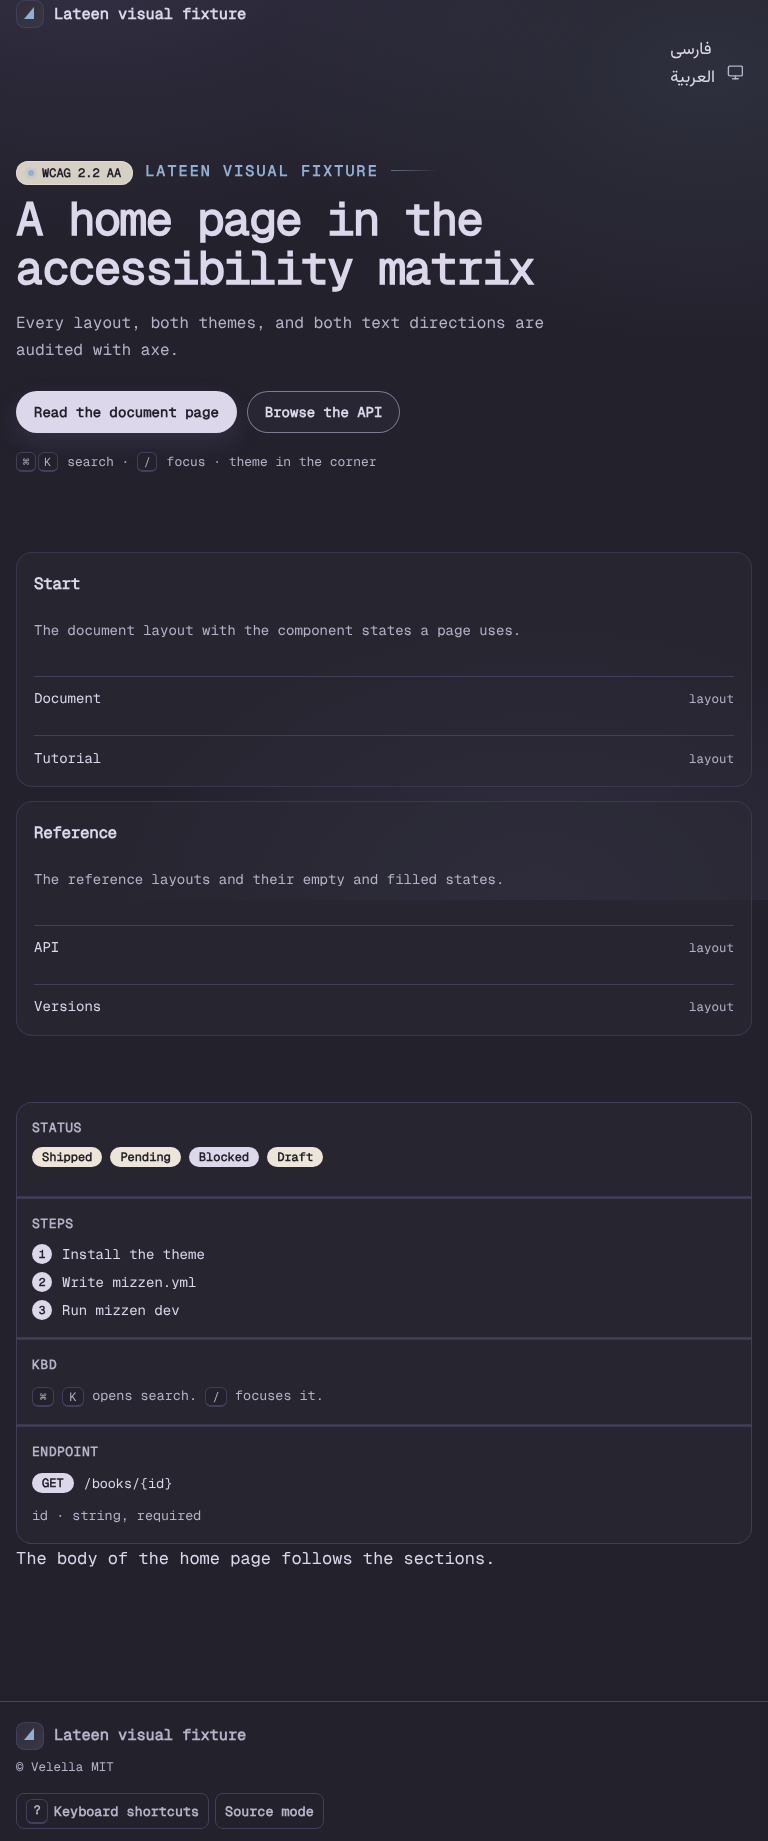 Lateen visual fixture
فارسی
العربية
WCAG 2.2 AA LATEEN VISUAL FIXTURE
A home page in the
accessibility matrix
Every layout, both themes, and both text directions are
audited with axe.
Read the document page Browse the API
⌘ K search · / focus · theme in the corner
Start
The document layout with the component states a page uses.
Document layout
Tutorial layout
Reference
The reference layouts and their empty and filled states.
API layout
Versions layout
STATUS
Shipped Pending Blocked Draft
STEPS
1 Install the theme
2 Write mizzen.yml
3 Run mizzen dev
KBD
⌘ K opens search. / focuses it.
ENDPOINT
GET /books/{id}
id · string, required
The body of the home page follows the sections.
Lateen visual fixture
© Velella MIT
? Keyboard shortcuts Source mode